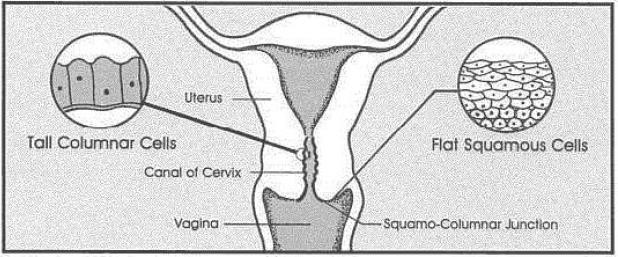 Uterus
Tall Columnar Cells
Flat Squamous Cells
Canal of Cervix
Vagina
Squamo-Columnar Junction